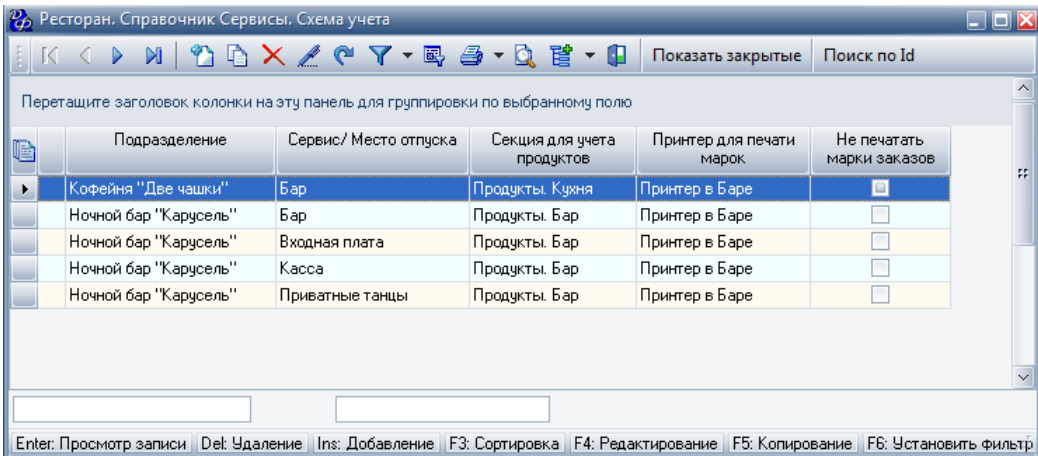 Ресторан. Справочник Сервисы. Схема учета
Показать закрытые Поиск по Id
Перетащите заголовок колонки на эту панель для группировки по выбранному полю
Подразделение Сервис/ Место отпуска Секция для учета продуктов Принтер для печати марок Не печатать марки заказов
Кофейня "Две чашки" Бар Продукты. Кухня Принтер в Баре
Ночной бар "Карусель" Бар Продукты. Бар Принтер в Баре
Ночной бар "Карусель" Входная плата Продукты. Бар Принтер в Баре
Ночной бар "Карусель" Касса Продукты. Бар Принтер в Баре
Ночной бар "Карусель" Приватные танцы Продукты. Бар Принтер в Баре
Enter: Просмотр записи Del: Удаление Ins: Добавление F3: Сортировка F4: Редактирование F5: Копирование F6: Установить фильтр